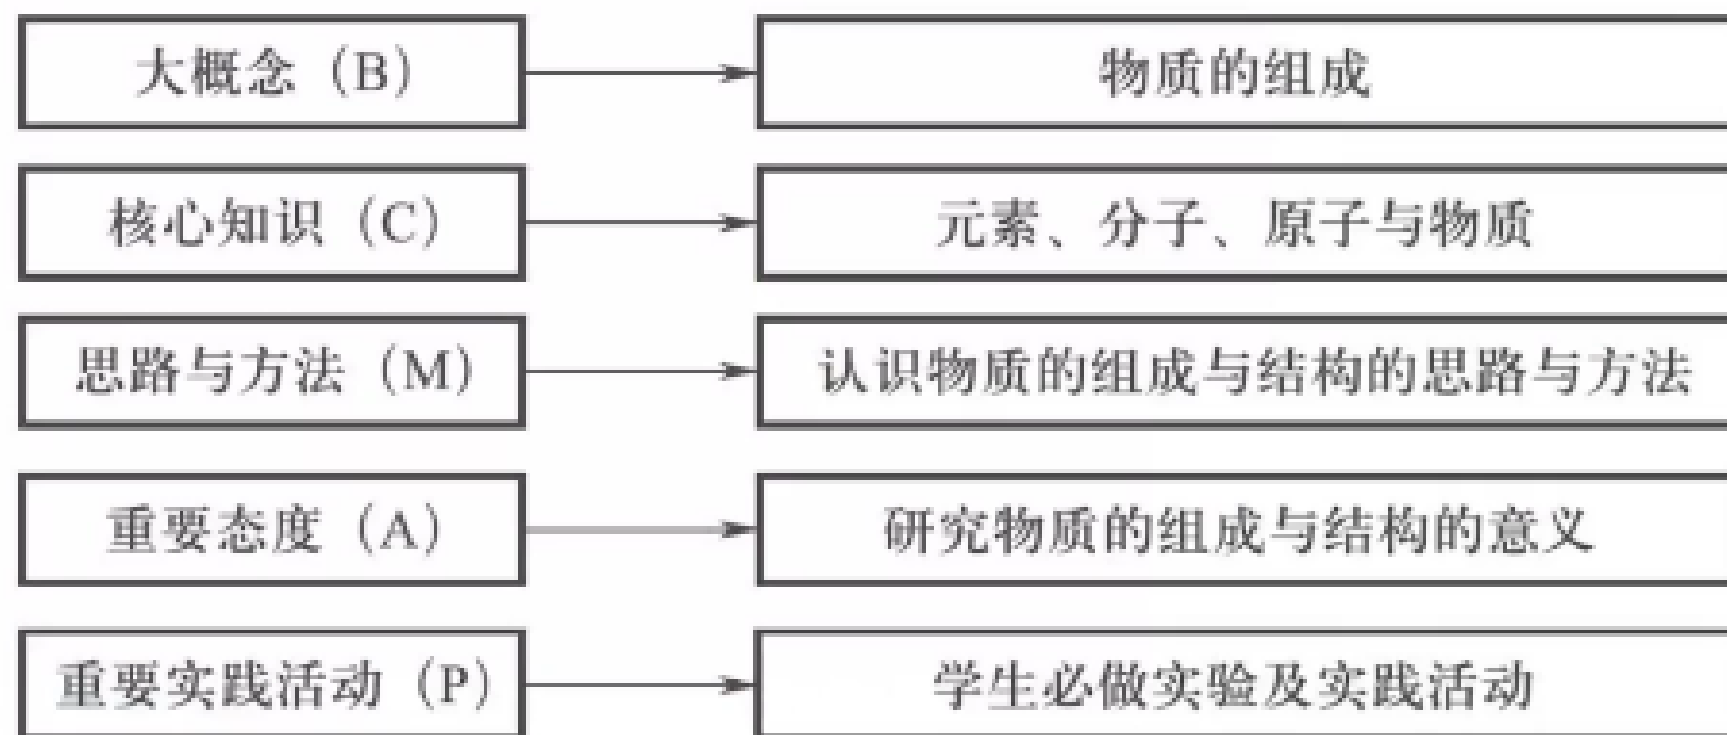 大概念（B）
物质的组成
核心知识（C）
元素、分子、原子与物质
思路与方法（M）
认识物质的组成与结构的思路与方法
重要态度（A）
研究物质的组成与结构的意义
重要实践活动（P）
学生必做实验及实践活动